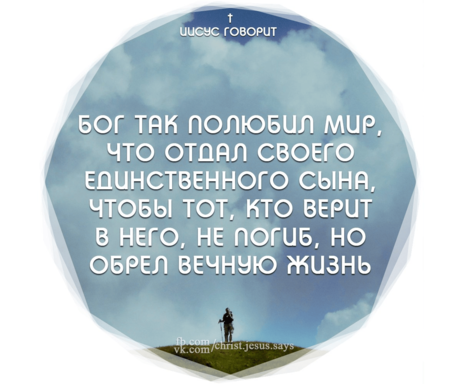 ИИСУС ГОВОРИТ
БОГ ТАК ПОЛЮБИЛ МИР,
ЧТО ОТДАЛ СВОЕГО
ЕДИНСТВЕННОГО СЫНА,
ЧТОБЫ ТОТ, КТО ВЕРИТ
В НЕГО, НЕ ПОГИБ, НО
ОБРЕЛ ВЕЧНУЮ ЖИЗНЬ
fb.com
vk.com/christ.jesus.says